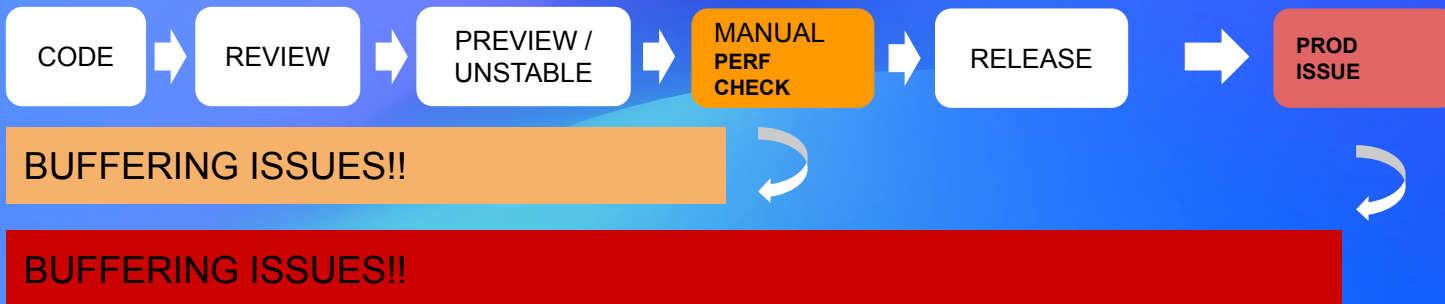 CODE
REVIEW
PREVIEW /
UNSTABLE
MANUAL
PERF
CHECK
RELEASE
PROD
ISSUE
BUFFERING ISSUES!!
BUFFERING ISSUES!!